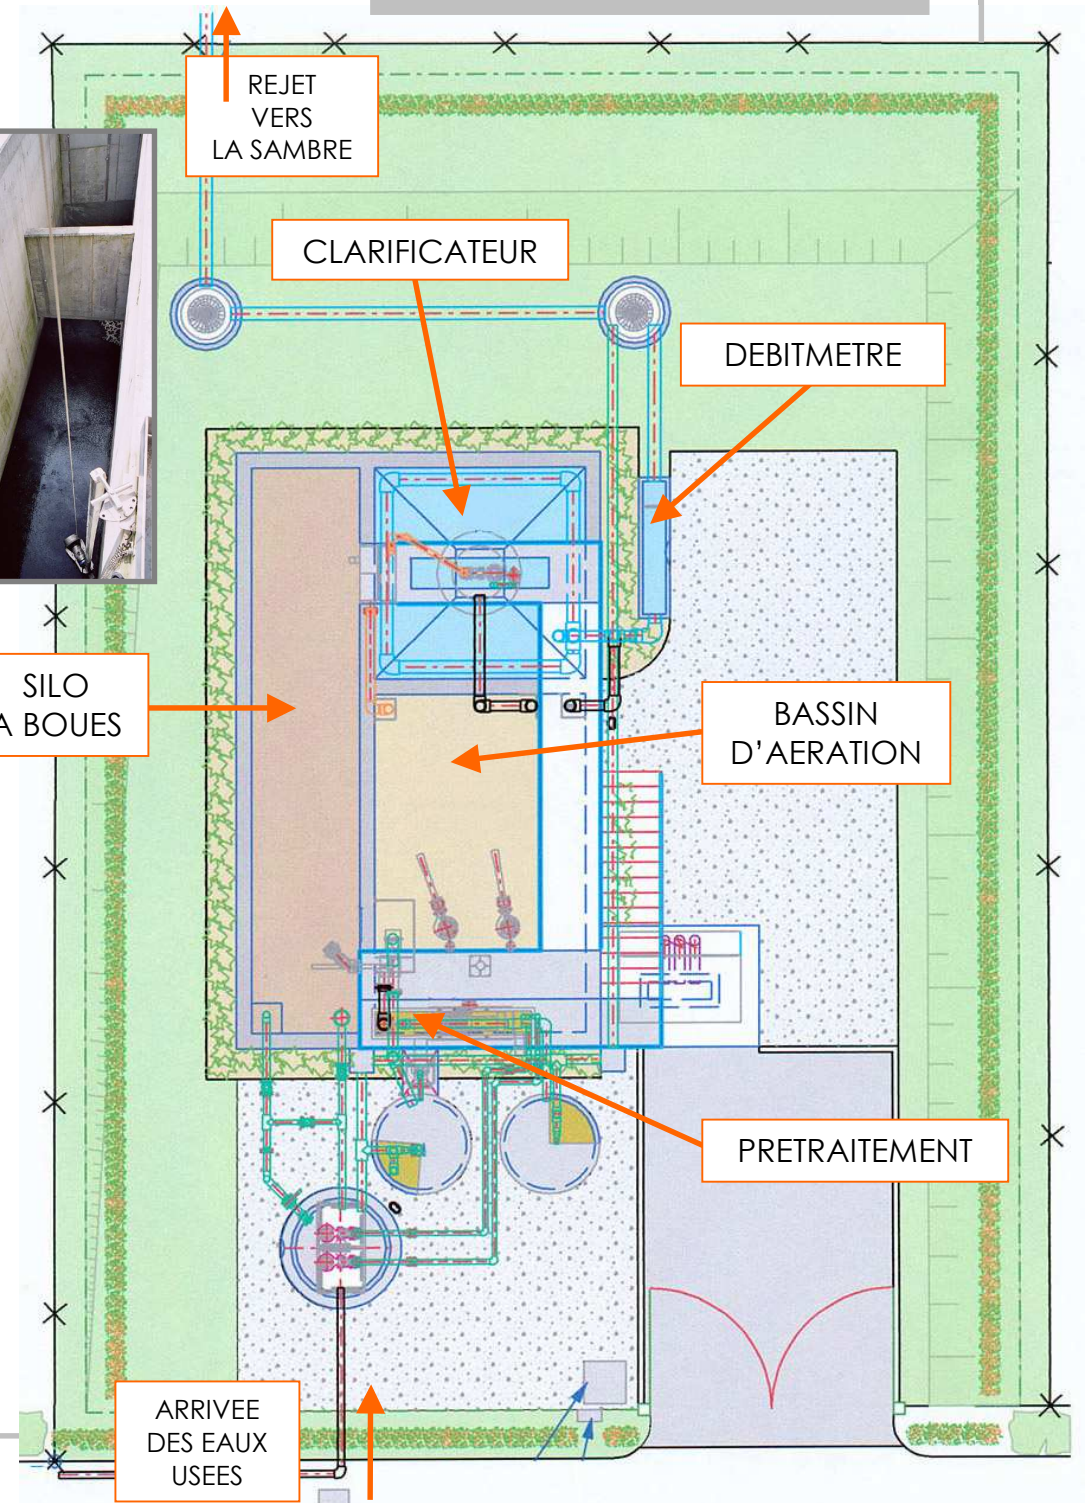 REJET
VERS
LA SAMBRE
CLARIFICATEUR
DEBITMETRE
SILO
A BOUES
BASSIN
D'AERATION
PRETRAITEMENT
ARRIVEE
DES EAUX
USEES